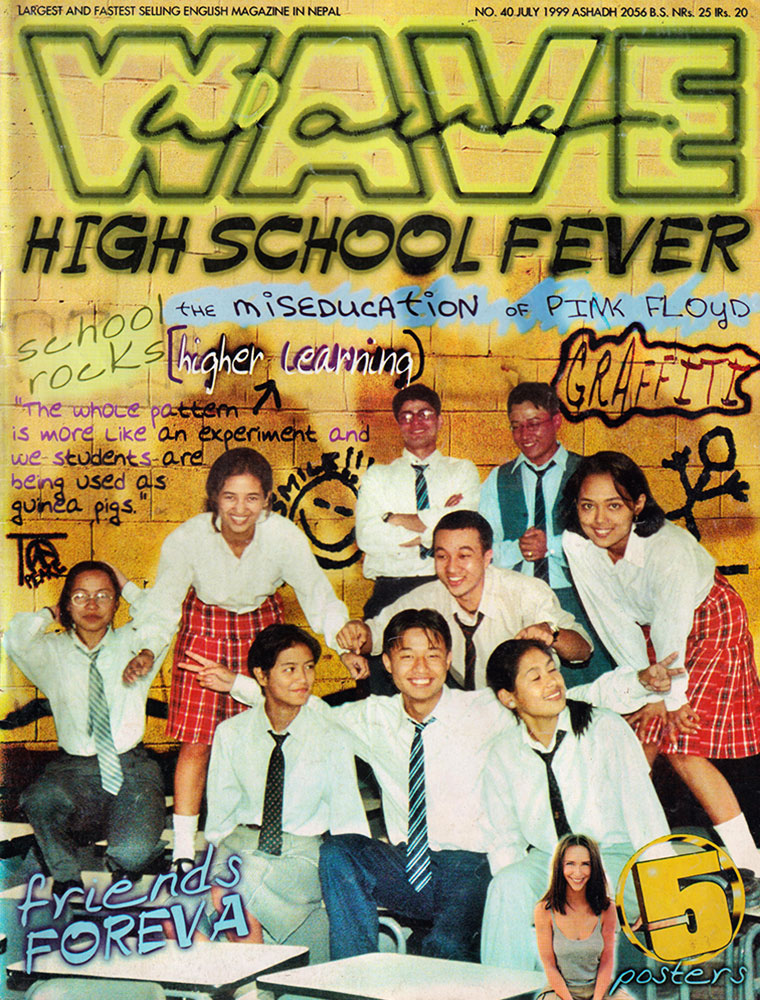 LARGEST AND FASTEST SELLING ENGLISH MAGAZINE IN NEPAL
NO. 40 JULY 1999 ASHADH 2056 B.S. NRs. 25 IRs. 20
WAVE
HIGH SCHOOL FEVER
THE MiSEDUCATiON OF PINK FLOyD
school
rocks
[higher Learning)
GRAFFITI
"The whole pattern
is more like an experiment and
we students are
being used as
guinea pigs."
SMILE!!!
PEACE
friends
FOREVA
5
posters